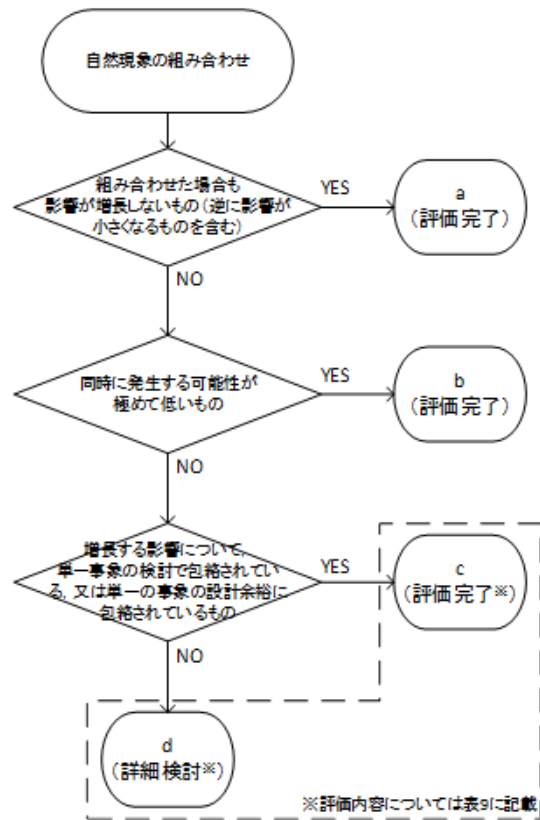 自然現象の組み合わせ
組み合わせた場合も
影響が増長しないもの（逆に影響が
小さくなるものを含む）
YES
a
（評価完了）
NO
同時に発生する可能性が
極めて低いもの
YES
b
（評価完了）
NO
増長する影響について，
単一事象の検討で包絡されてい
る，又は単一の事象の設計余裕に
包絡されているもの
YES
c
（評価完了※）
NO
d
（詳細検討※）
※評価内容については表9に記載